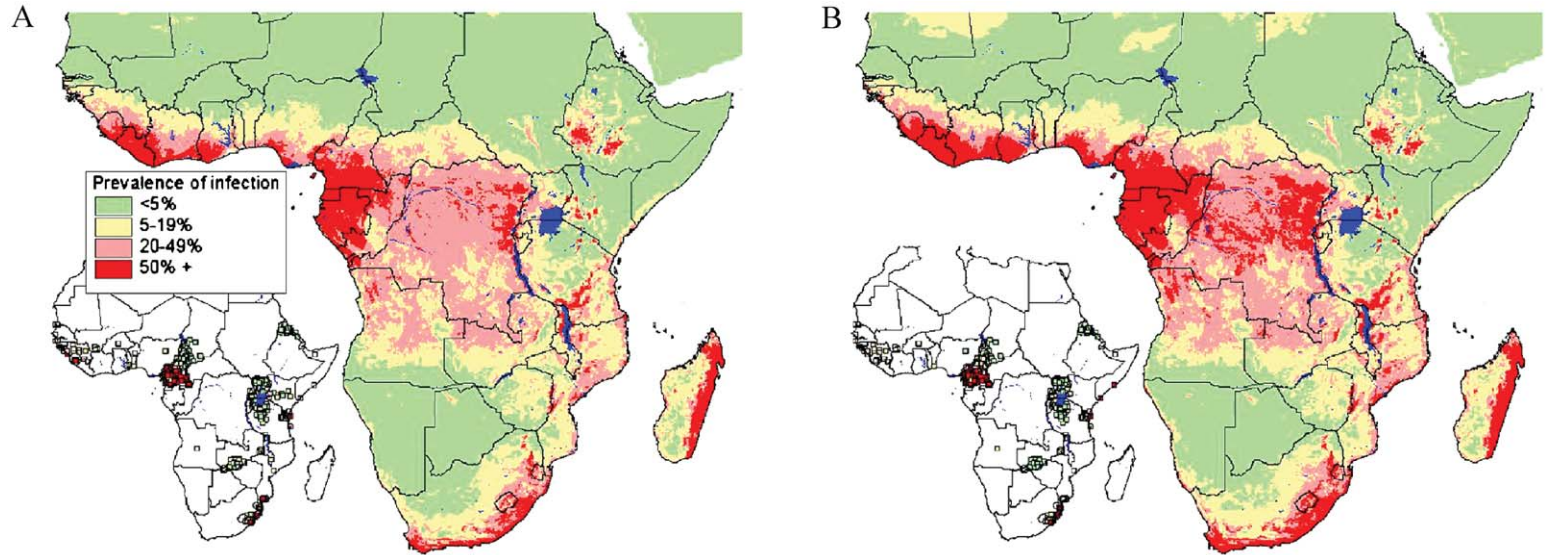 A
B
Prevalence of infection
<5%
5-19%
20-49%
50% +